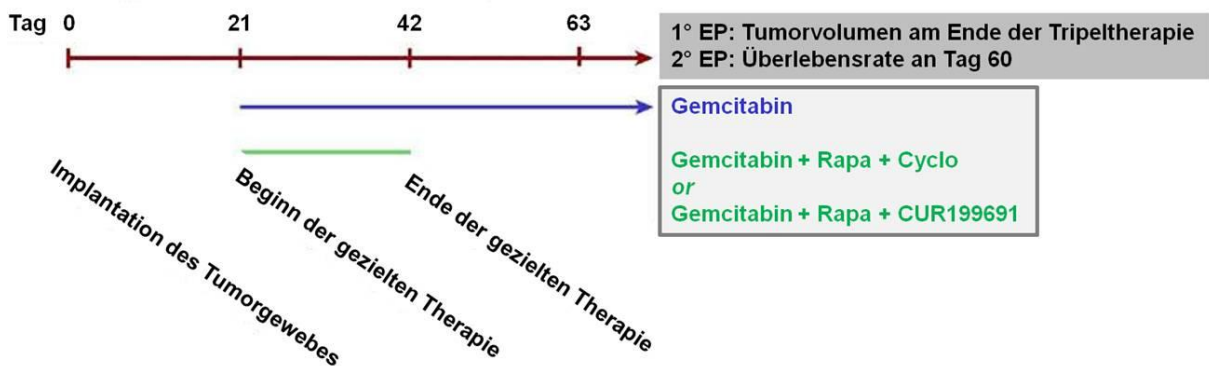 Tag 0 21 42 63
1° EP: Tumorvolumen am Ende der Tripeltherapie
2° EP: Überlebensrate an Tag 60
Gemcitabin
Gemcitabin + Rapa + Cyclo
or
Gemcitabin + Rapa + CUR199691
Implantation des Tumorgewebes
Beginn der gezielten Therapie
Ende der gezielten Therapie